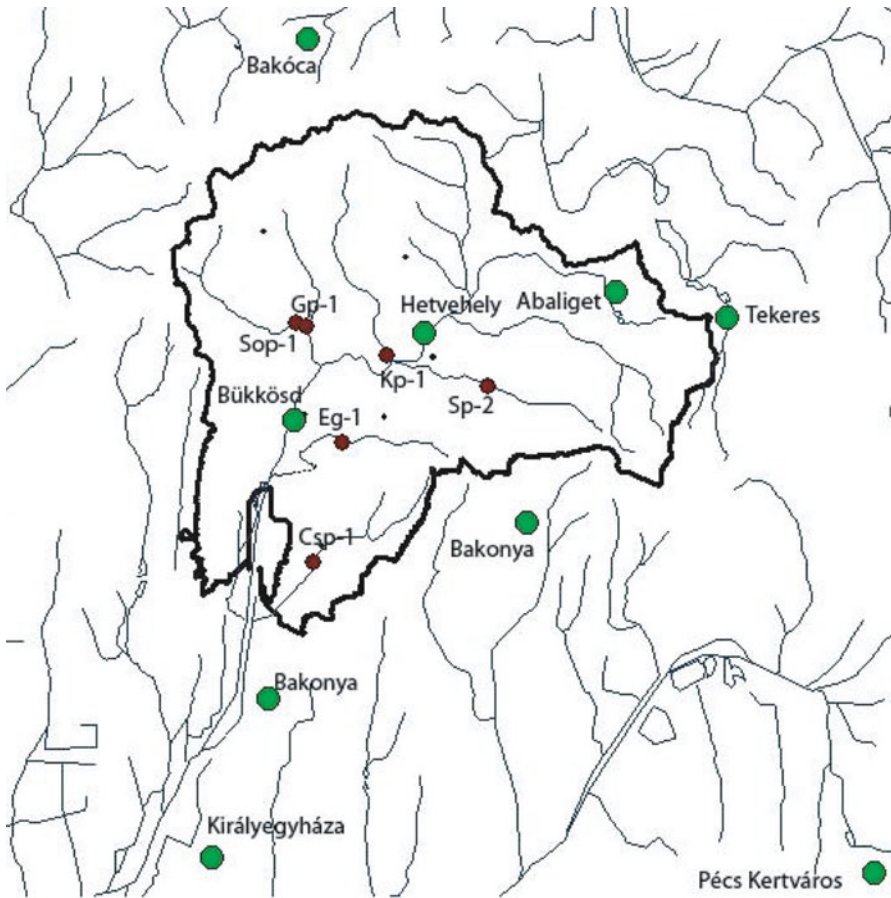 Bakóca
Gp-1
Hetvehely
Abaliget
Tekeres
Sop-1
Kp-1
Bükkösd
Sp-2
Eg-1
Csp-1
Bakonya
Bakonya
Királyegyháza
Pécs Kertváros